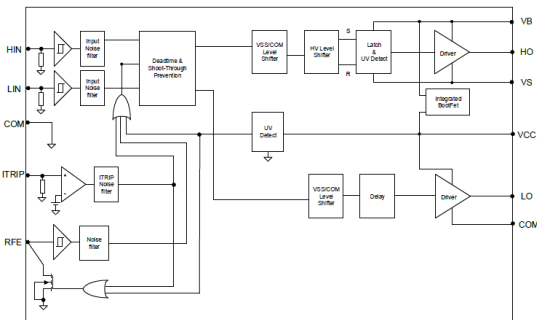 VB
S
HIN
Input
Noise
filter
Deadtime &
Shoot-Through
Prevention
VSS/COM
Level
Shifter
HV Level
Shifter
Latch
&
UV Detect
Driver
HO
R
LIN
Input
Noise
filter
VS
Integrated
BootFet
COM
UV
Detect
VCC
ITRIP
+
-
ITRIP
Noise
filter
VSS/COM
Level
Shifter
Delay
Driver
LO
COM
RFE
Noise
filter